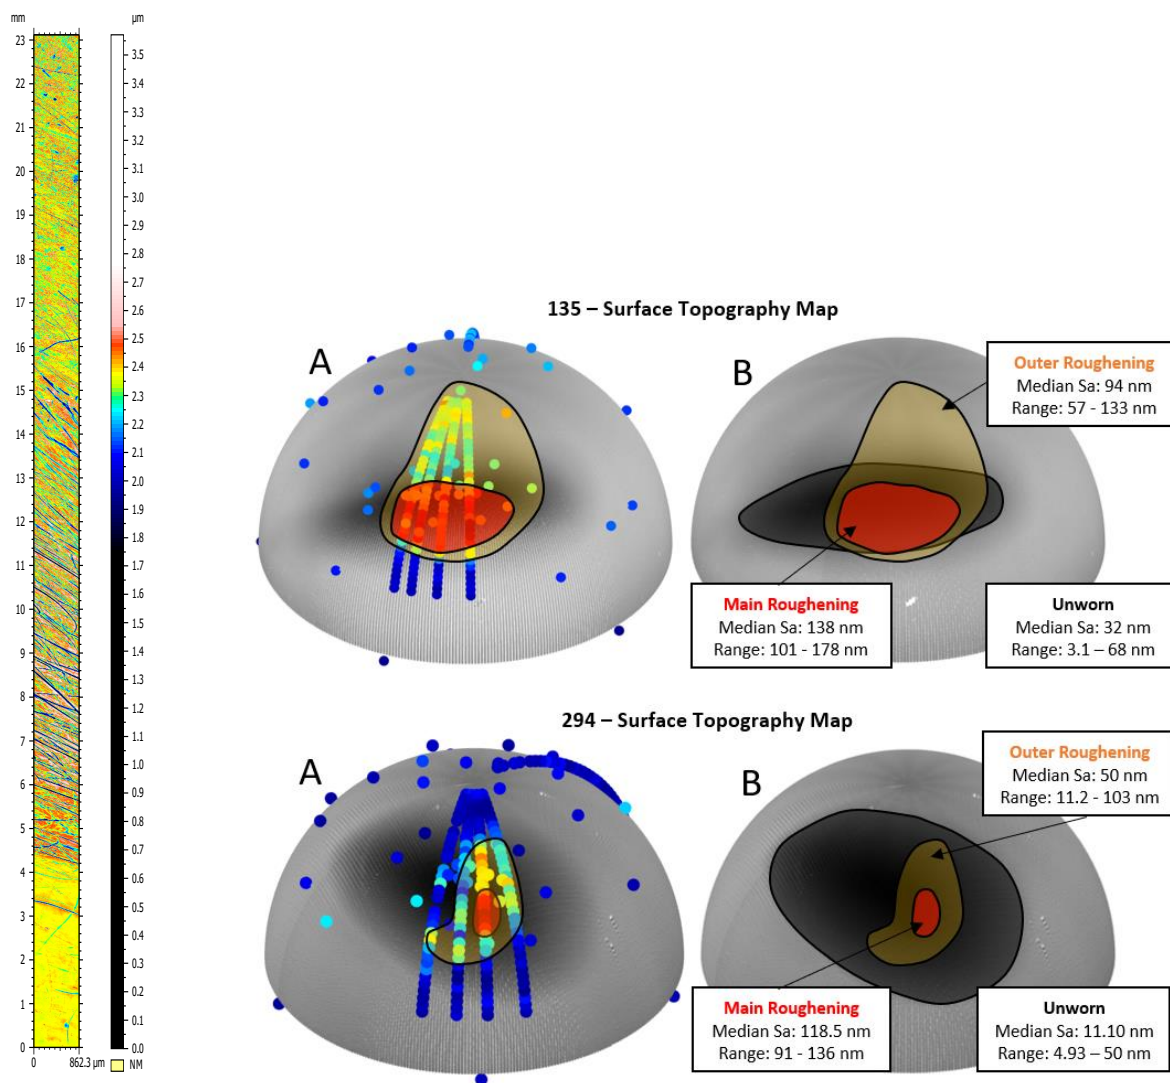 mm
µm
23
22
21
20
19
18
17
16
15
14
13
12
11
10
9
8
7
6
5
4
3
2
1
0
0
862.3 µm
3.5
3.4
3.3
3.2
3.1
3.0
2.9
2.8
2.7
2.6
2.5
2.4
2.3
2.2
2.1
2.0
1.9
1.8
1.7
1.6
1.5
1.4
1.3
1.2
1.1
1.0
0.9
0.8
0.7
0.6
0.5
0.4
0.3
0.2
0.1
0.0
NM
135 – Surface Topography Map
A
B
Outer Roughening
Median Sa: 94 nm
Range: 57 - 133 nm
Main Roughening
Median Sa: 138 nm
Range: 101 - 178 nm
Unworn
Median Sa: 32 nm
Range: 3.1 – 68 nm
294 – Surface Topography Map
A
B
Outer Roughening
Median Sa: 50 nm
Range: 11.2 - 103 nm
Main Roughening
Median Sa: 118.5 nm
Range: 91 - 136 nm
Unworn
Median Sa: 11.10 nm
Range: 4.93 – 50 nm